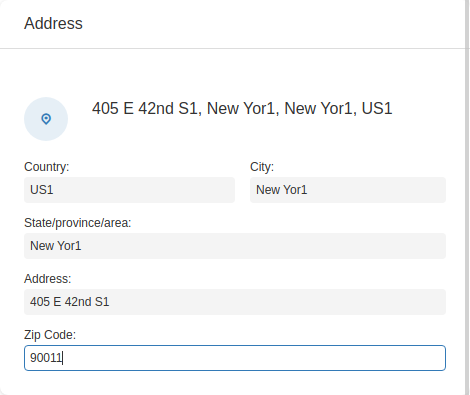 Address
405 E 42nd S1, New Yor1, New Yor1, US1
Country: City:
US1 New Yor1
State/province/area:
New Yor1
Address:
405 E 42nd S1
Zip Code:
90011